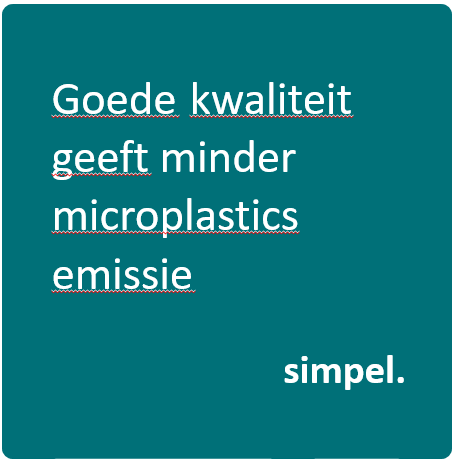 Goede kwaliteit
geeft minder
microplastics
emissie
simpel.